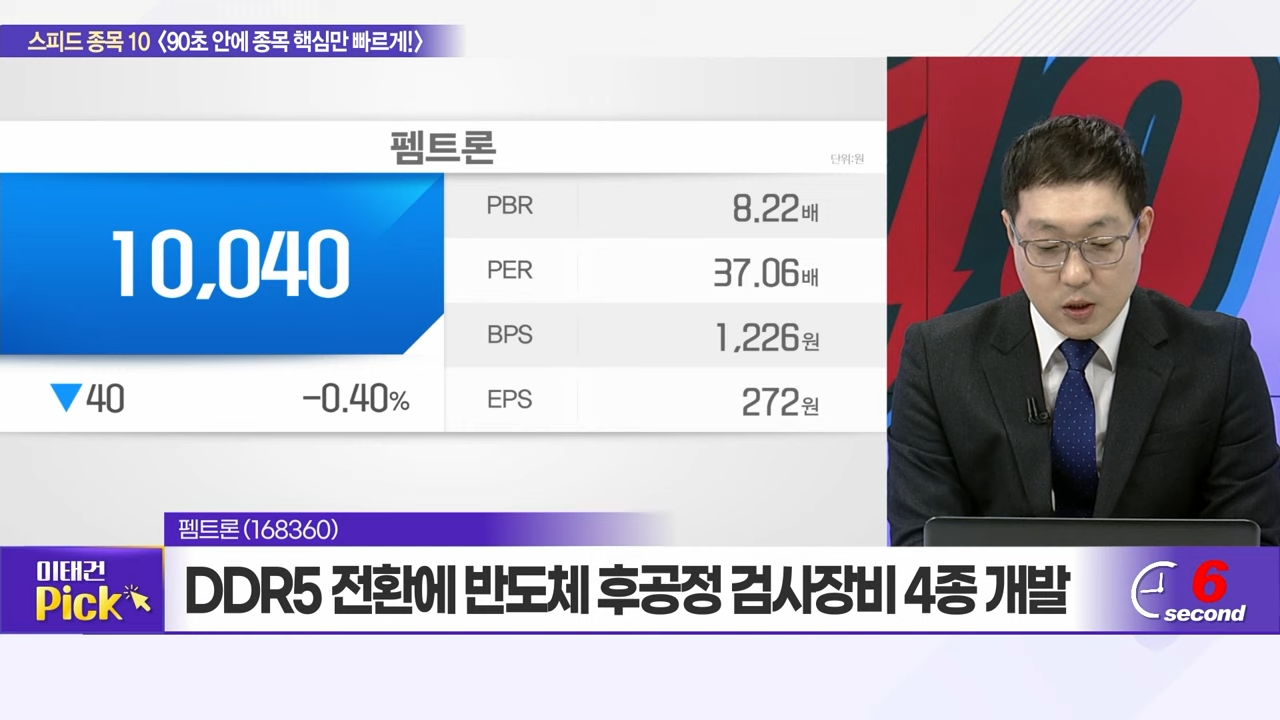 스피드 종목 10 〈90초 안에 종목 핵심만 빠르게!〉
펨트론
단위:원
10,040
▼40 -0.40%
PBR 8.22배
PER 37.06배
BPS 1,226원
EPS 272원
10
펨트론(168360)
이태건
Pick
DDR5 전환에 반도체 후공정 검사장비 4종 개발
6
second